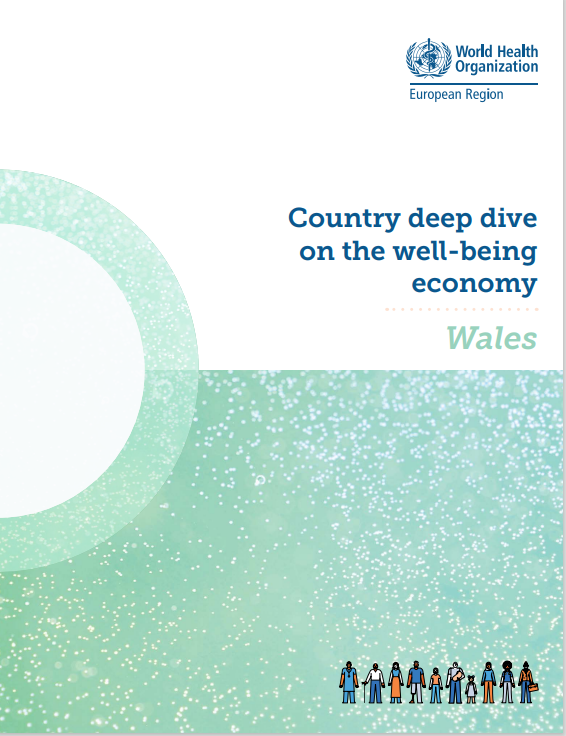 World Health
Organization
European Region
Country deep dive
on the well-being
economy
Wales